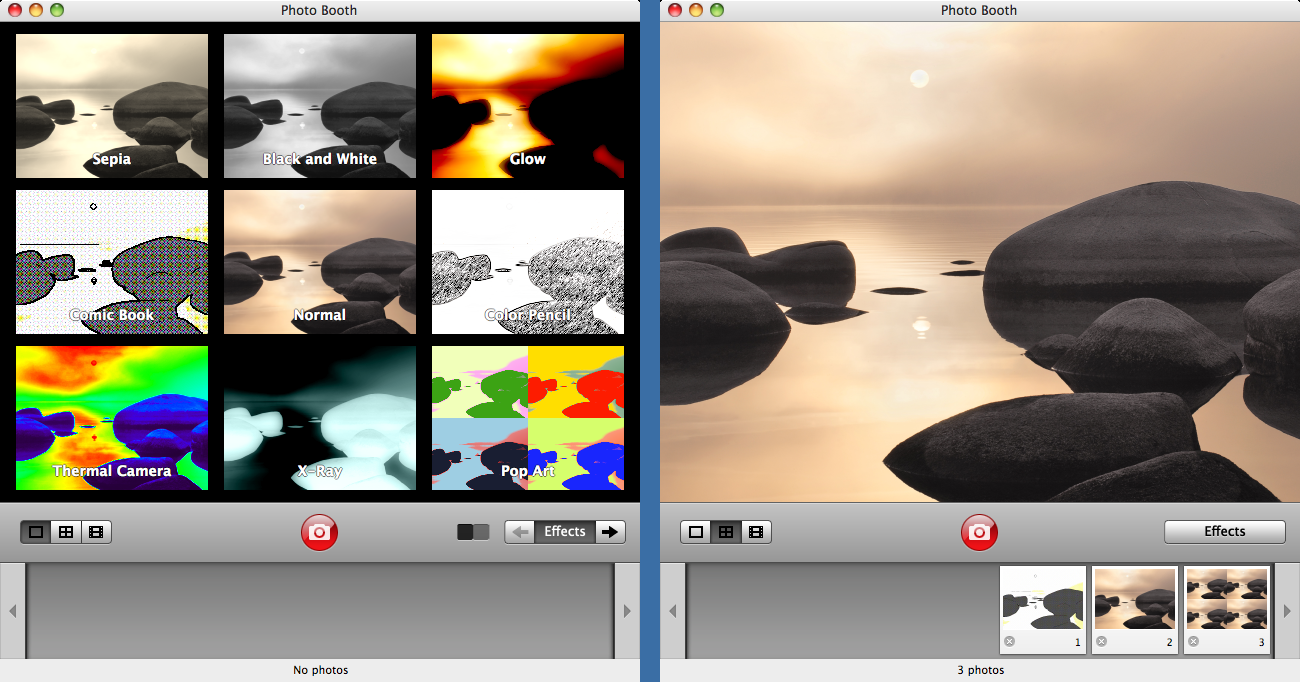 Photo Booth
Sepia
Black and White
Glow
Comic Book
Normal
Color Pencil
Thermal Camera
X-Ray
Pop Art
Effects
No photos
Photo Booth
Effects
1
2
3
3 photos